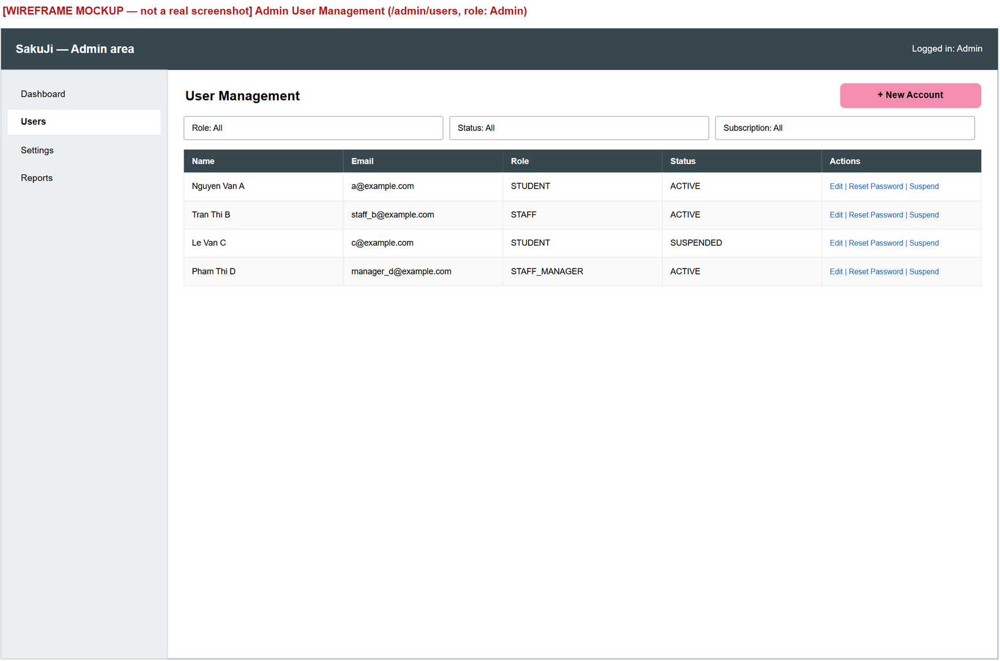 [WIREFRAME MOCKUP — not a real screenshot] Admin User Management (/admin/users, role: Admin)
SakuJi — Admin area
Logged in: Admin
Dashboard
Users
Settings
Reports
User Management
+ New Account
Role: All
Status: All
Subscription: All
Name Email Role Status Actions
Nguyen Van A a@example.com STUDENT ACTIVE Edit | Reset Password | Suspend
Tran Thi B staff_b@example.com STAFF ACTIVE Edit | Reset Password | Suspend
Le Van C c@example.com STUDENT SUSPENDED Edit | Reset Password | Suspend
Pham Thi D manager_d@example.com STAFF_MANAGER ACTIVE Edit | Reset Password | Suspend